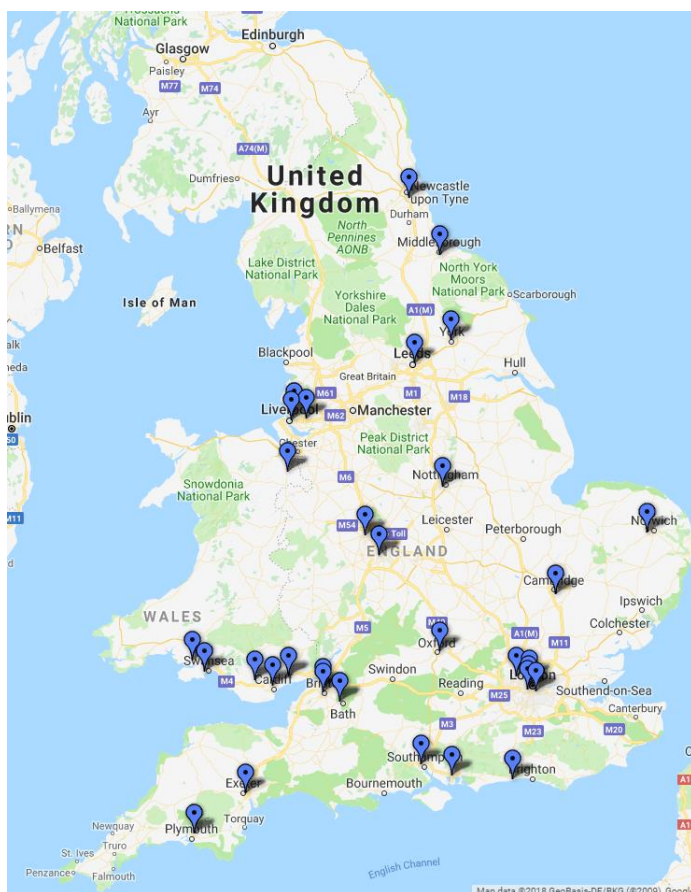 National Park
Edinburgh
Glasgow
Paisley
M77
M74
Ayr
A74(M)
United
Kingdom
Dumfries
Newcastle
upon Tyne
Ballymena
North
Pennines
AONB
Durham
Belfast
Lake District
National Park
North York
Moors
National Park
Isle of Man
Yorkshire
Dales
National Park
Scarborough
A1(M)
York
Blackpool
Leeds
Great Britain
Hull
M61
M1
M18
Liverpool
M62
Manchester
Chester
Peak District
National Park
Snowdonia
National Park
M6
Nottingham
M11
M54
Toll
Leicester
Peterborough
Norwich
ENGLAND
Cambridge
Ipswich
WALES
M5
M40
A1(M)
M11
Colchester
Oxford
Swansea
M4
Cardiff
Swindon
Reading
London
M25
Southend-on-Sea
Bath
Canterbury
M3
M23
M20
Bournemouth
Exeter
Torquay
Newquay
Plymouth
Truro
St. Ives
Penzance
Falmouth
English Channel